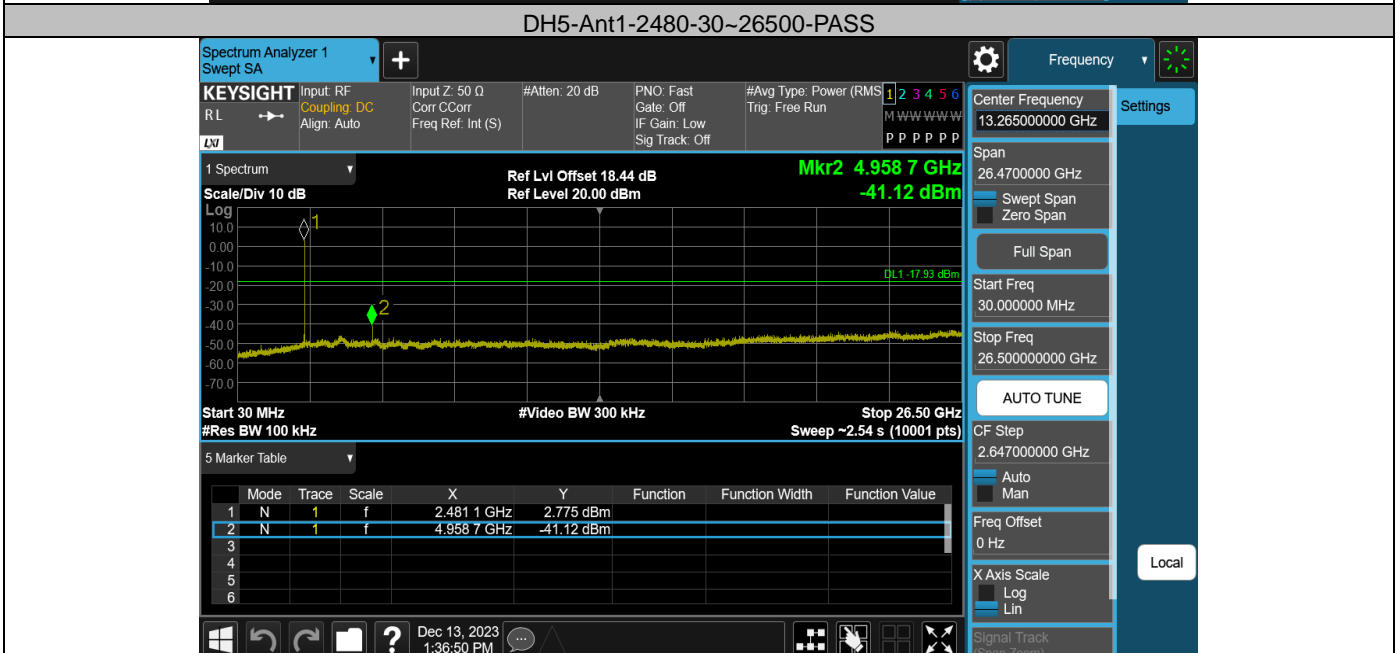 DH5-Ant1-2480-30~26500-PASS
Spectrum Analyzer 1
Swept SA
+
Frequency
KEYSIGHT
RL
LXI
Input: RF
Coupling: DC
Align: Auto
Input Z: 50 Ω
Corr CCorr
Freq Ref: Int (S)
#Atten: 20 dB
PNO: Fast
Gate: Off
IF Gain: Low
Sig Track: Off
#Avg Type: Power (RMS
Trig: Free Run
1 2 3 4 5 6
M W W W W W
P P P P P P
Center Frequency
13.265000000 GHz
Settings
1 Spectrum
Scale/Div 10 dB
Ref Lvl Offset 18.44 dB
Ref Level 20.00 dBm
Mkr2 4.958 7 GHz
-41.12 dBm
Log
10.0
0.00
-10.0
-20.0
-30.0
-40.0
-50.0
-60.0
-70.0
1
2
DL1 -17.93 dBm
Start 30 MHz
#Res BW 100 kHz
#Video BW 300 kHz
Stop 26.50 GHz
Sweep ~2.54 s (10001 pts)
Span
26.4700000 GHz
Swept Span
Zero Span
Full Span
Start Freq
30.000000 MHz
Stop Freq
26.500000000 GHz
AUTO TUNE
CF Step
2.647000000 GHz
Auto
Man
Freq Offset
0 Hz
X Axis Scale
Log
Lin
Signal Track
(Span Zoom)
Local
5 Marker Table
Mode Trace Scale X Y Function Function Width Function Value
1 N 1 f 2.481 1 GHz 2.775 dBm
2 N 1 f 4.958 7 GHz -41.12 dBm
3
4
5
6
?
Dec 13, 2023
1:36:50 PM